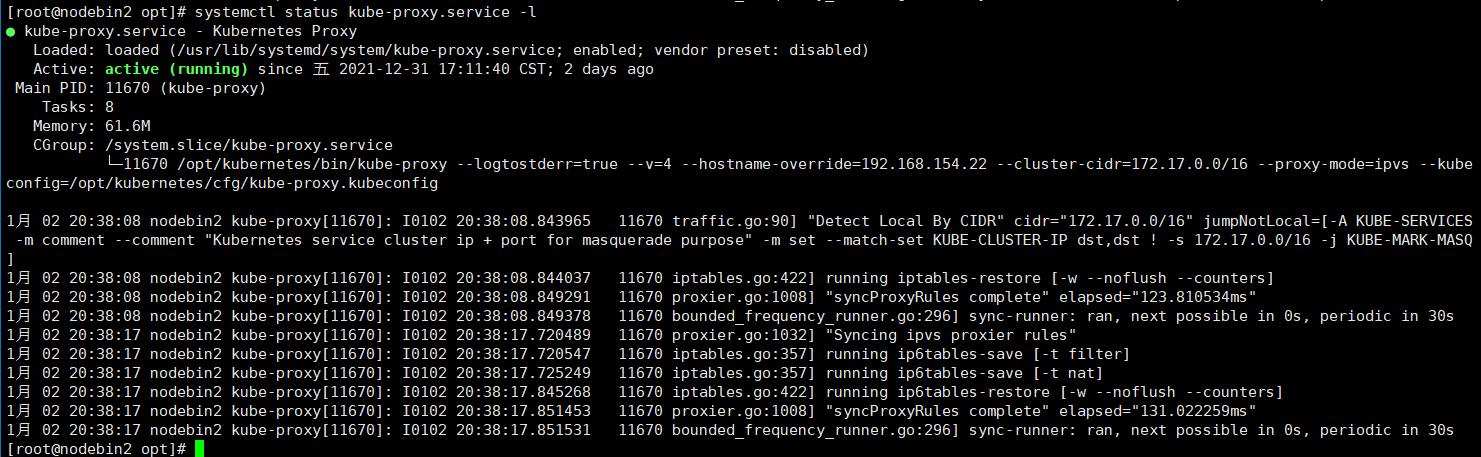 [root@nodebin2 opt]# systemctl status kube-proxy.service -l
● kube-proxy.service - Kubernetes Proxy
   Loaded: loaded (/usr/lib/systemd/system/kube-proxy.service; enabled; vendor preset: disabled)
   Active: active (running) since 五 2021-12-31 17:11:40 CST; 2 days ago
 Main PID: 11670 (kube-proxy)
    Tasks: 8
   Memory: 61.6M
   CGroup: /system.slice/kube-proxy.service
           └─11670 /opt/kubernetes/bin/kube-proxy --logtostderr=true --v=4 --hostname-override=192.168.154.22 --cluster-cidr=172.17.0.0/16 --proxy-mode=ipvs --kube
config=/opt/kubernetes/cfg/kube-proxy.kubeconfig

1月 02 20:38:08 nodebin2 kube-proxy[11670]: I0102 20:38:08.843965   11670 traffic.go:90] "Detect Local By CIDR" cidr="172.17.0.0/16" jumpNotLocal=[-A KUBE-SERVICES
 -m comment --comment "Kubernetes service cluster ip + port for masquerade purpose" -m set --match-set KUBE-CLUSTER-IP dst,dst ! -s 172.17.0.0/16 -j KUBE-MARK-MASQ
]
1月 02 20:38:08 nodebin2 kube-proxy[11670]: I0102 20:38:08.844037   11670 iptables.go:422] running iptables-restore [-w --noflush --counters]
1月 02 20:38:08 nodebin2 kube-proxy[11670]: I0102 20:38:08.849291   11670 proxier.go:1008] "syncProxyRules complete" elapsed="123.810534ms"
1月 02 20:38:08 nodebin2 kube-proxy[11670]: I0102 20:38:08.849378   11670 bounded_frequency_runner.go:296] sync-runner: ran, next possible in 0s, periodic in 30s
1月 02 20:38:17 nodebin2 kube-proxy[11670]: I0102 20:38:17.720489   11670 proxier.go:1032] "Syncing ipvs proxier rules"
1月 02 20:38:17 nodebin2 kube-proxy[11670]: I0102 20:38:17.720547   11670 iptables.go:357] running ip6tables-save [-t filter]
1月 02 20:38:17 nodebin2 kube-proxy[11670]: I0102 20:38:17.725249   11670 iptables.go:357] running ip6tables-save [-t nat]
1月 02 20:38:17 nodebin2 kube-proxy[11670]: I0102 20:38:17.845268   11670 iptables.go:422] running ip6tables-restore [-w --noflush --counters]
1月 02 20:38:17 nodebin2 kube-proxy[11670]: I0102 20:38:17.851453   11670 proxier.go:1008] "syncProxyRules complete" elapsed="131.022259ms"
1月 02 20:38:17 nodebin2 kube-proxy[11670]: I0102 20:38:17.851531   11670 bounded_frequency_runner.go:296] sync-runner: ran, next possible in 0s, periodic in 30s
[root@nodebin2 opt]#